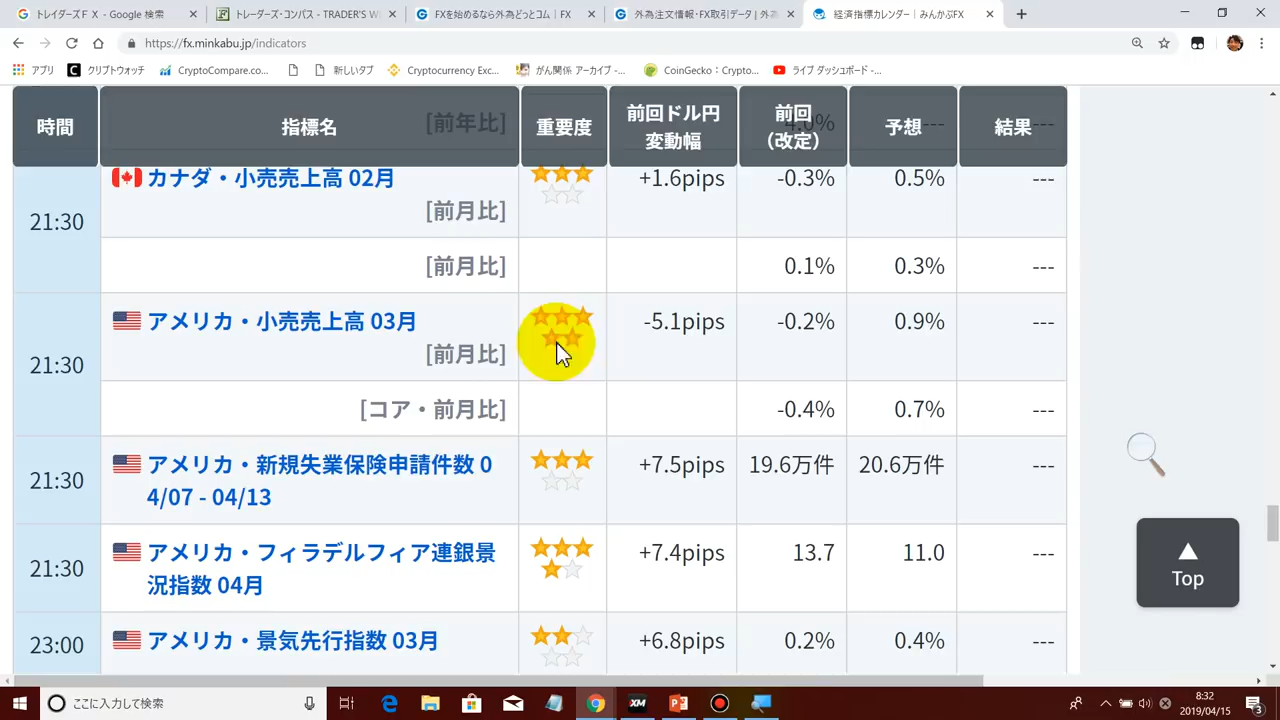 トレイダーズＦＸ - Google 検索
トレーダーズ･コンパス - TRADER'S W
FXを始めるなら外為どっとコム｜FX
外為注文情報･FX取引データ | 外為
経済指標カレンダー｜みんかぶFX
https://fx.minkabu.jp/indicators
アプリ
クリプトウォッチ
CryptoCompare.co...
新しいタブ
Cryptocurrency Exc...
がん関係 アーカイブ -...
CoinGecko：Crypto...
ライブ ダッシュボード -...
時間
指標名
[前年比]
重要度
前回ドル円
変動幅
前回
（改定）
4.0%
予想
---
結果
---
21:30
カナダ・小売売上高 02月
[前月比]
+1.6pips
-0.3%
0.5%
---
[前月比]
0.1%
0.3%
---
21:30
アメリカ・小売売上高 03月
[前月比]
-5.1pips
-0.2%
0.9%
---
[コア・前月比]
-0.4%
0.7%
---
21:30
アメリカ・新規失業保険申請件数 0
4/07 - 04/13
+7.5pips
19.6万件
20.6万件
---
21:30
アメリカ・フィラデルフィア連銀景
況指数 04月
+7.4pips
13.7
11.0
---
23:00
アメリカ・景気先行指数 03月
+6.8pips
0.2%
0.4%
---
Top
ここに入力して検索
XM
8:32
2019/04/15
3